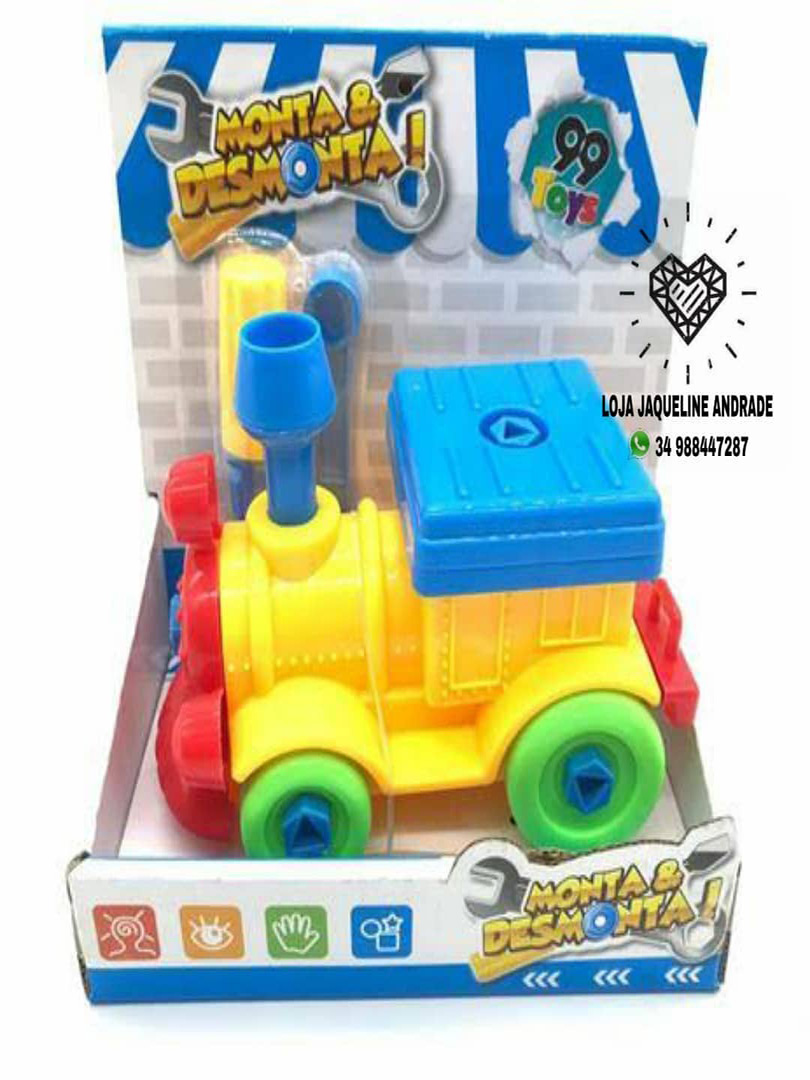 MONTA &
DESMONTA!
99
Toys
LOJA JAQUELINE ANDRADE
34 988447287
MONTA &
DESMONTA!